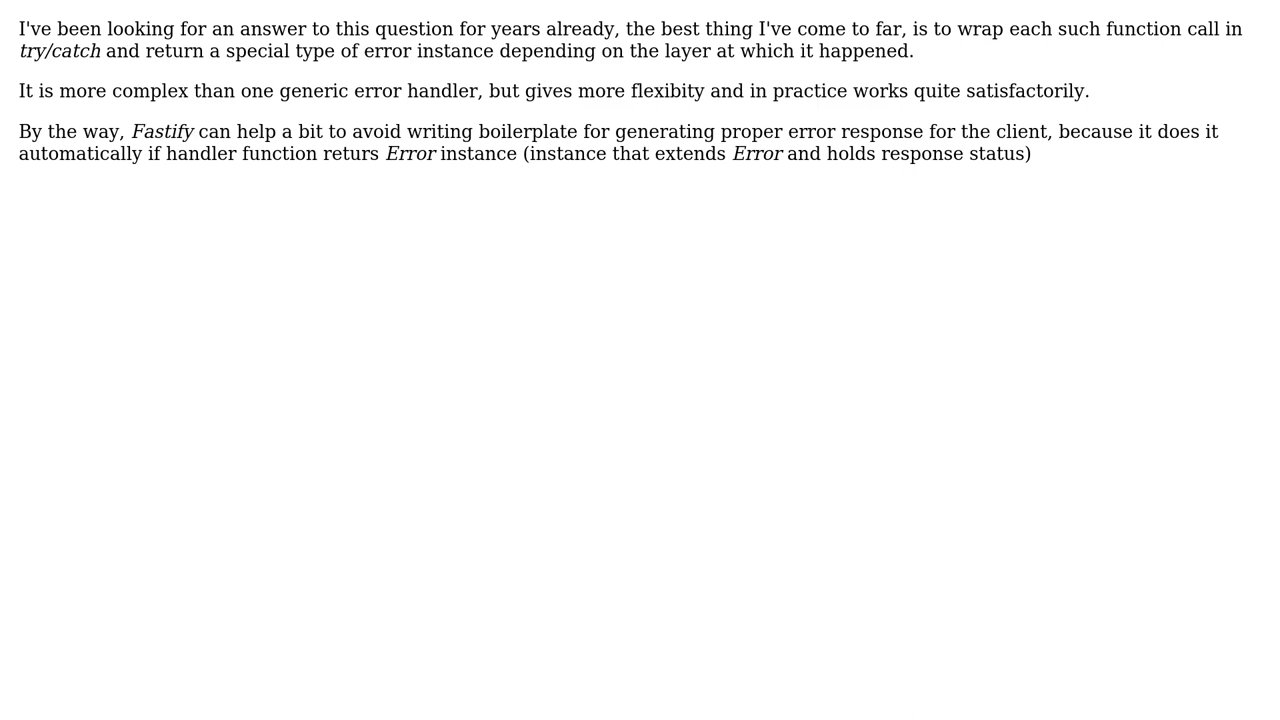 I've been looking for an answer to this question for years already, the best thing I've come to far, is to wrap each such function call in
try/catch and return a special type of error instance depending on the layer at which it happened.
It is more complex than one generic error handler, but gives more flexibity and in practice works quite satisfactorily.
By the way, Fastify can help a bit to avoid writing boilerplate for generating proper error response for the client, because it does it
automatically if handler function returs Error instance (instance that extends Error and holds response status)